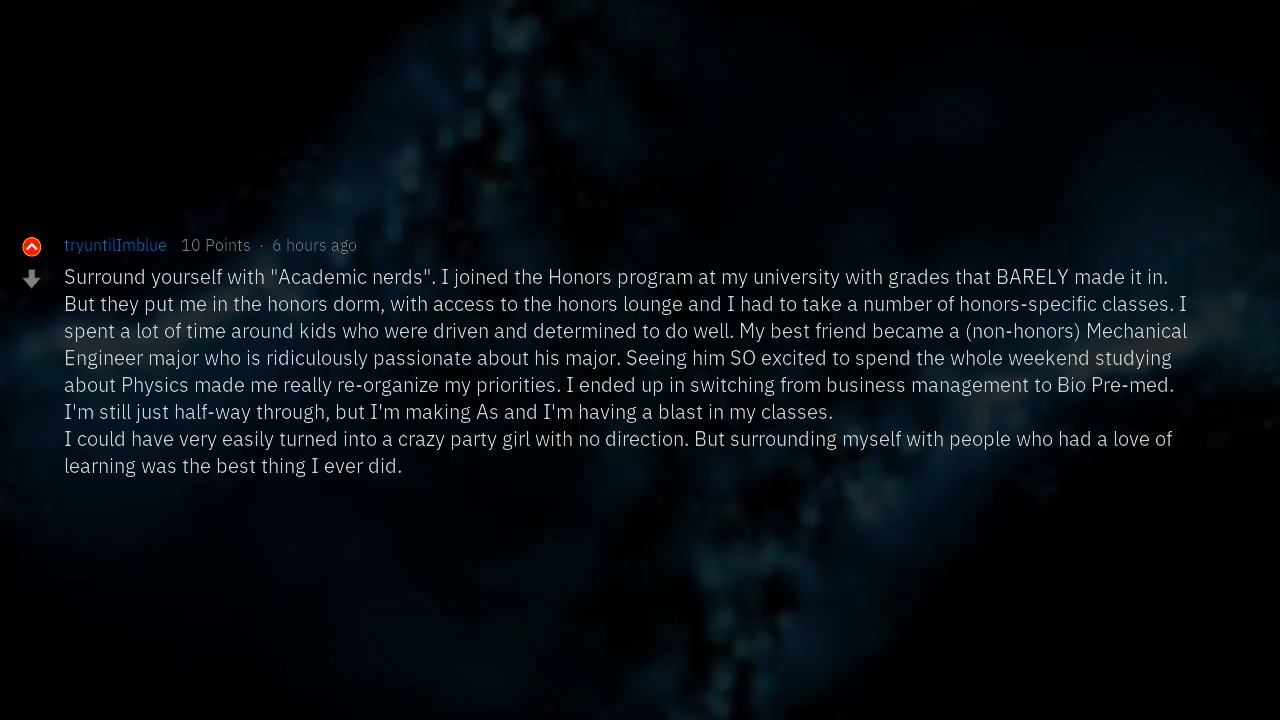 tryuntilImblue 10 Points · 6 hours ago
Surround yourself with "Academic nerds". I joined the Honors program at my university with grades that BARELY made it in.
But they put me in the honors dorm, with access to the honors lounge and I had to take a number of honors-specific classes. I
spent a lot of time around kids who were driven and determined to do well. My best friend became a (non-honors) Mechanical
Engineer major who is ridiculously passionate about his major. Seeing him SO excited to spend the whole weekend studying
about Physics made me really re-organize my priorities. I ended up in switching from business management to Bio Pre-med.
I'm still just half-way through, but I'm making As and I'm having a blast in my classes.
I could have very easily turned into a crazy party girl with no direction. But surrounding myself with people who had a love of
learning was the best thing I ever did.